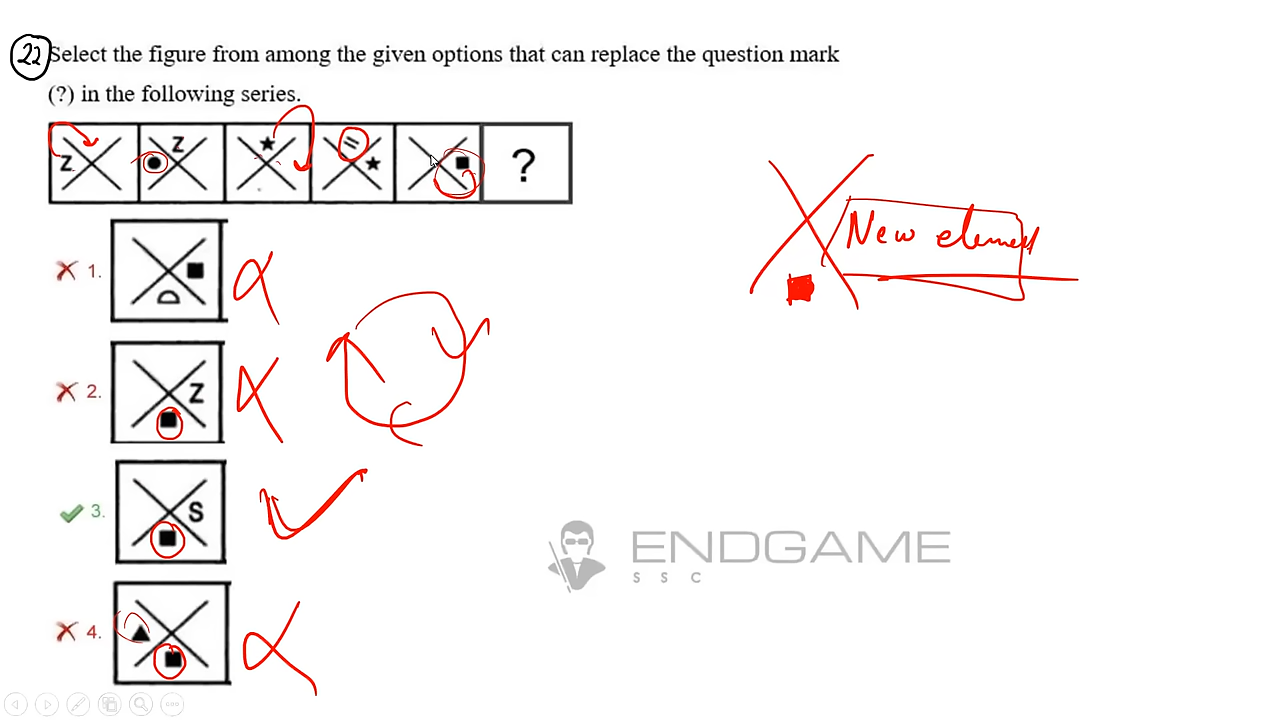 22 Select the figure from among the given options that can replace the question mark
(?) in the following series.
Z Z ?
1.
2. Z
3. S
4.
New element
ENDGAME
SSC